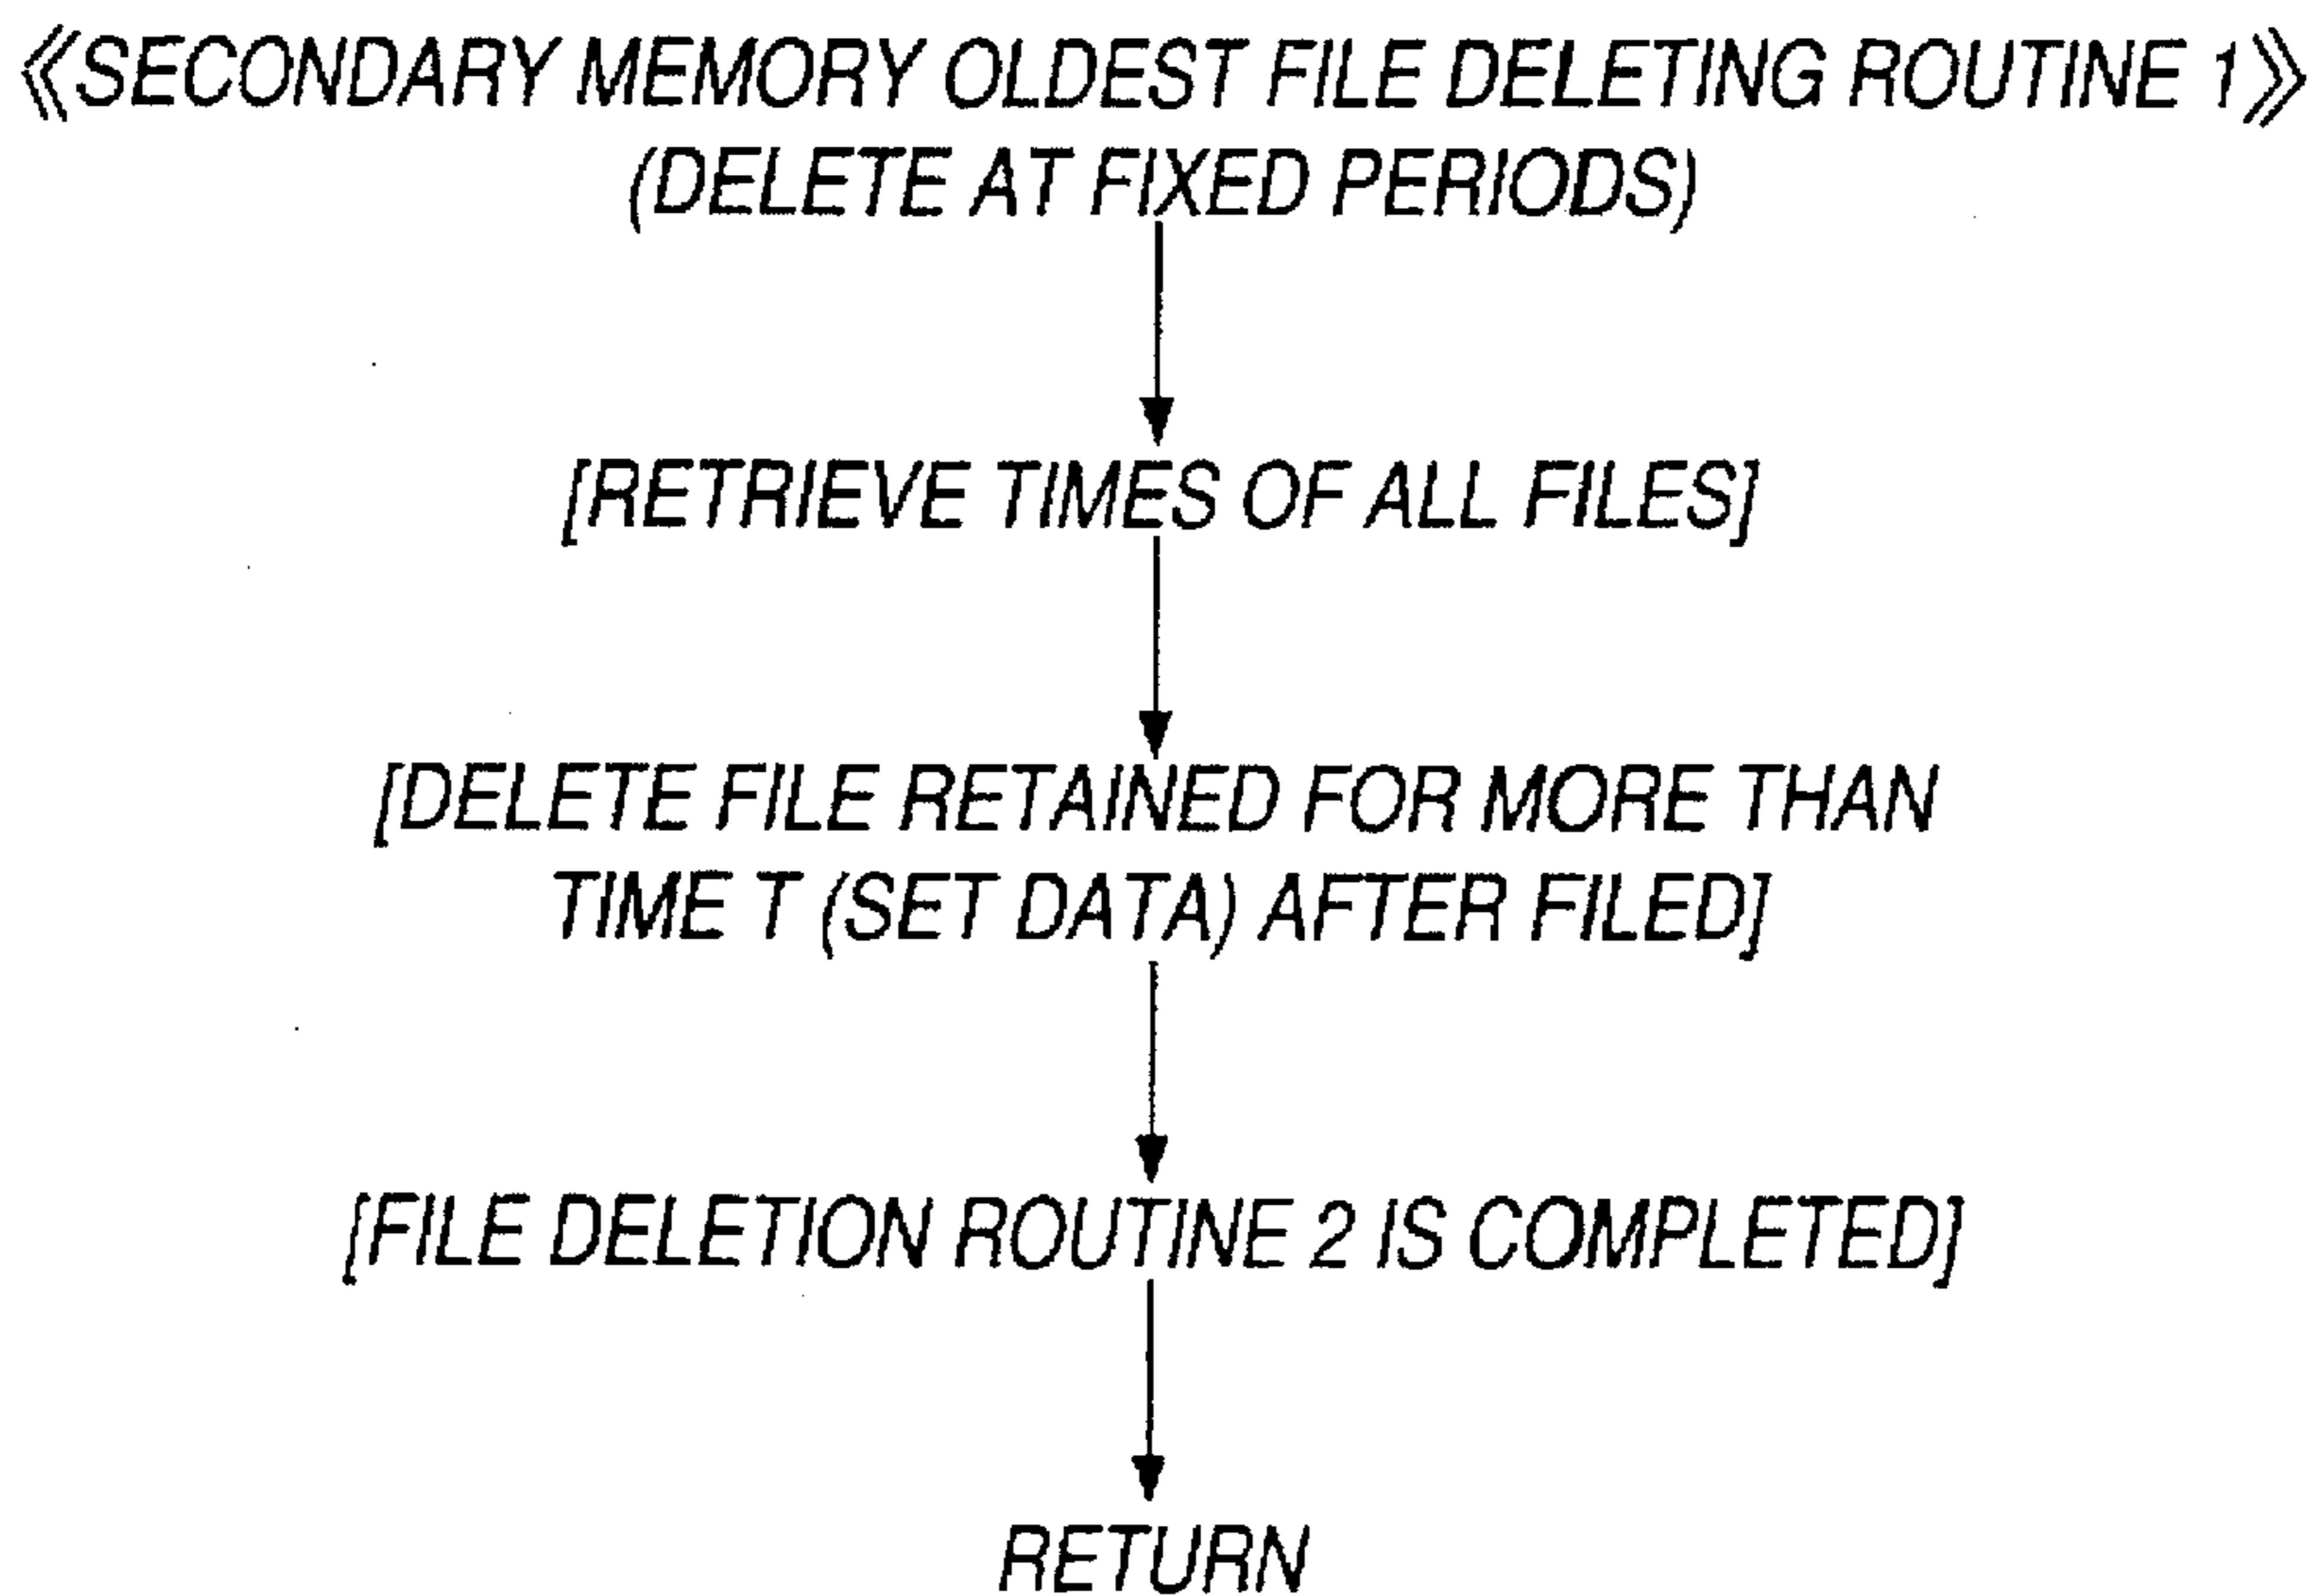 《SECONDARY MEMORY OLDEST FILE DELETING ROUTINE 1》
(DELETE AT FIXED PERIODS)
[RETRIEVE TIMES OF ALL FILES]
[DELETE FILE RETAINED FOR MORE THAN
TIME T (SET DATA) AFTER FILED]
[FILE DELETION ROUTINE 2 IS COMPLETED]
RETURN